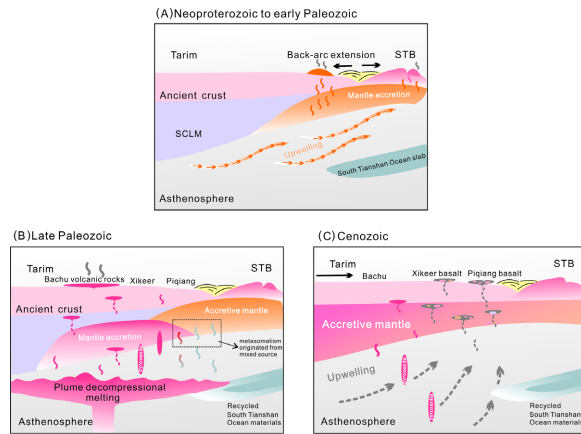 (A)Neoproterozoic to early Paleozoic
Tarim
Back-arc extension
STB
Ancient crust
Mantle accretion
SCLM
Upwelling
South Tianshan Ocean slab
Asthenosphere
(B)Late Paleozoic
Tarim
Bachu volcanic rocks
Xikeer
Piqiang
STB
Ancient crust
Accretive mantle
Mantle accretion
metasomatism
originated from
mixed source
Plume decompressional
melting
Asthenosphere
Recycled
South Tianshan
Ocean materials
(C) Cenozoic
Tarim
Bachu
Xikeer basalt
Piqiang basalt
STB
Accretive mantle
Upwelling
Asthenosphere
Recycled
South Tianshan
Ocean materials